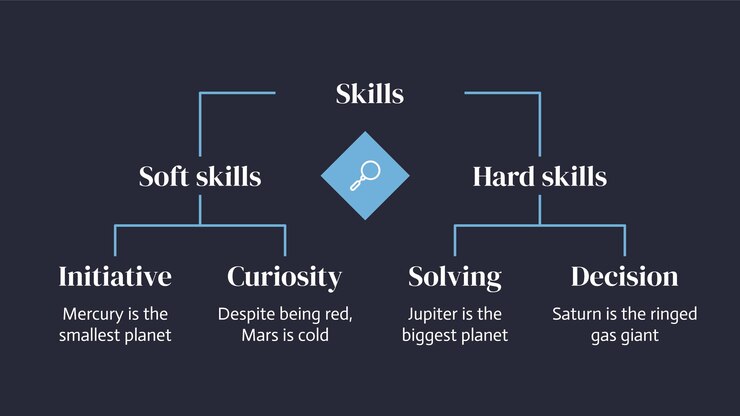 Skills
Soft skills
Hard skills
Initiative
Mercury is the
smallest planet
Curiosity
Despite being red,
Mars is cold
Solving
Jupiter is the
biggest planet
Decision
Saturn is the ringed
gas giant